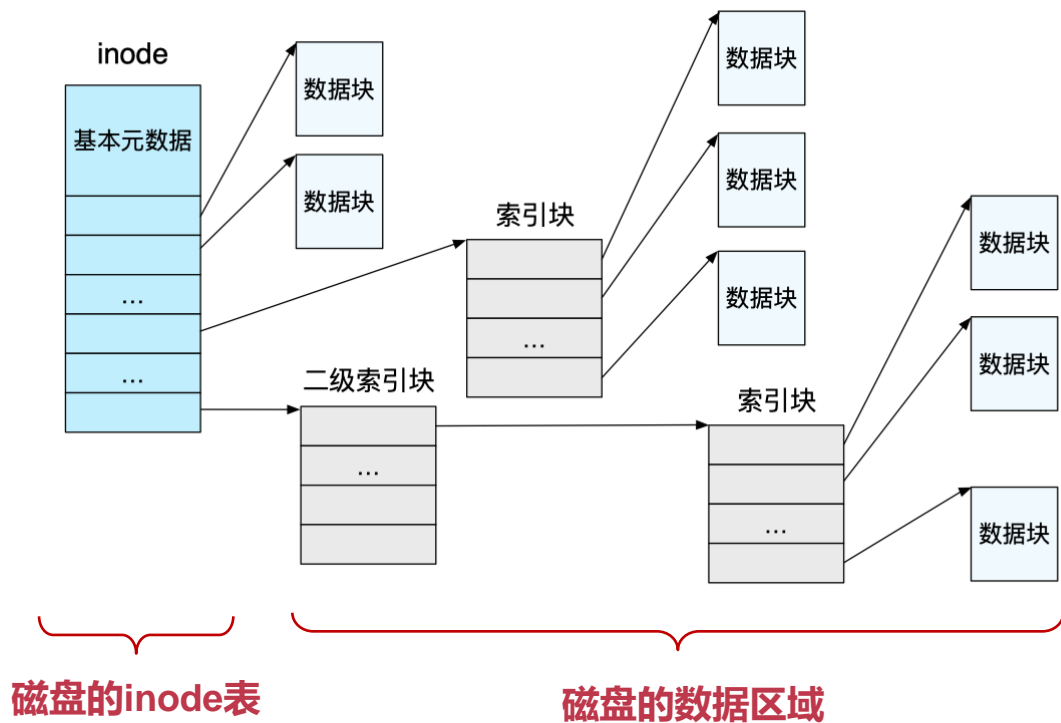 inode
基本元数据
...
...
数据块
数据块
索引块
...
数据块
数据块
数据块
二级索引块
...
索引块
...
数据块
数据块
数据块
磁盘的inode表
磁盘的数据区域